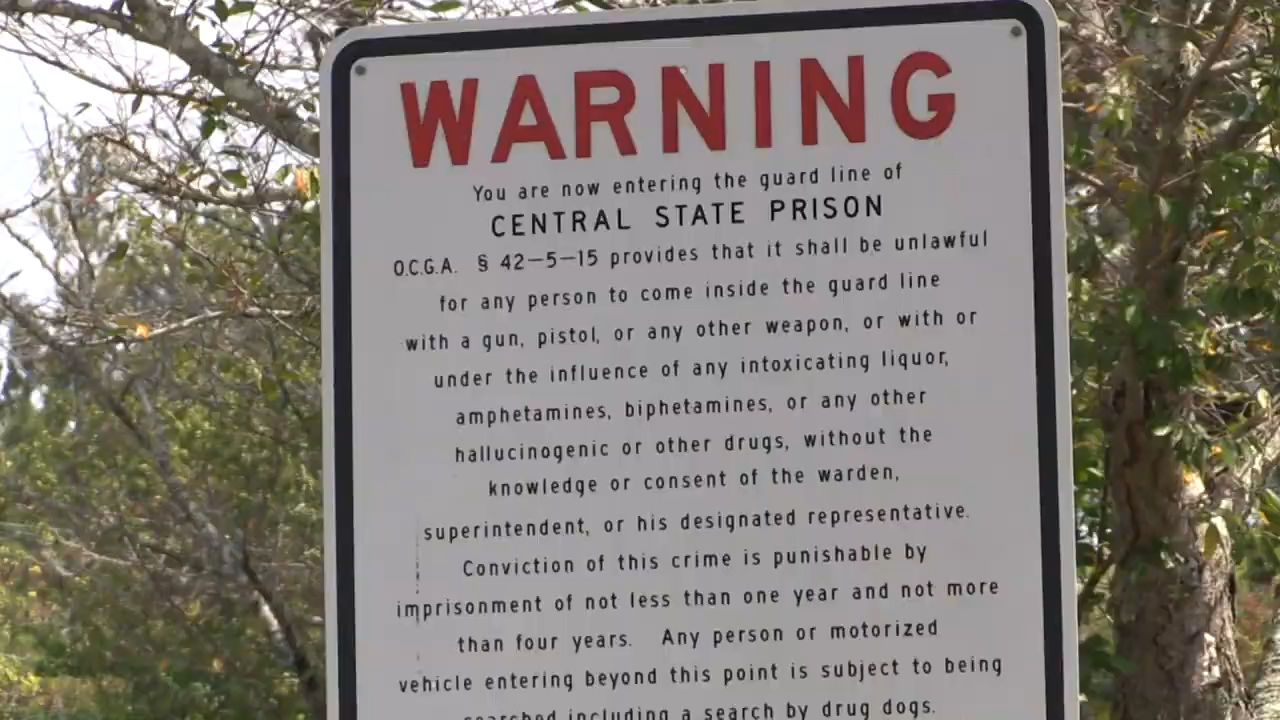 WARNING
You are now entering the guard line of
CENTRAL STATE PRISON
O.C.G.A. § 42–5–15 provides that it shall be unlawful
for any person to come inside the guard line
with a gun, pistol, or any other weapon, or with or
under the influence of any intoxicating liquor,
amphetamines, biphetamines, or any other
hallucinogenic or other drugs, without the
knowledge or consent of the warden,
superintendent, or his designated representative.
Conviction of this crime is punishable by
imprisonment of not less than one year and not more
than four years. Any person or motorized
vehicle entering beyond this point is subject to being
searched including a search by drug dogs.